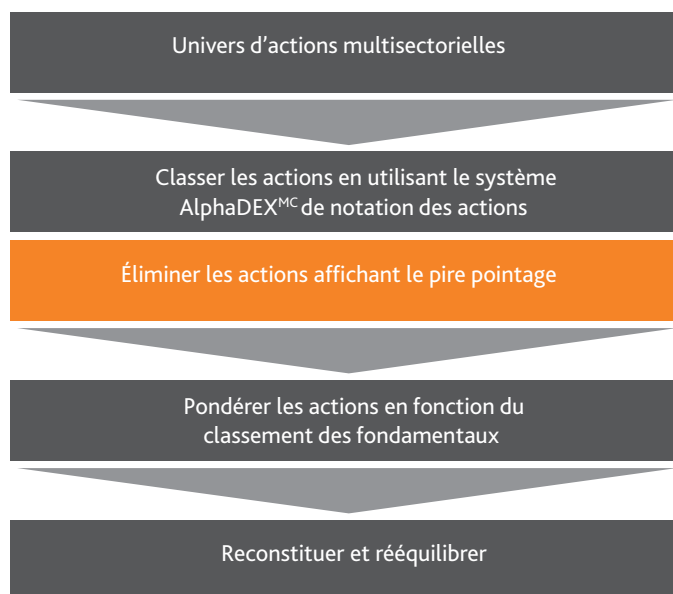 Univers d’actions multisectorielles
Classer les actions en utilisant le système
AlphaDEXᴹᶜ de notation des actions
Éliminer les actions affichant le pire pointage
Pondérer les actions en fonction du
classement des fondamentaux
Reconstituer et rééquilibrer